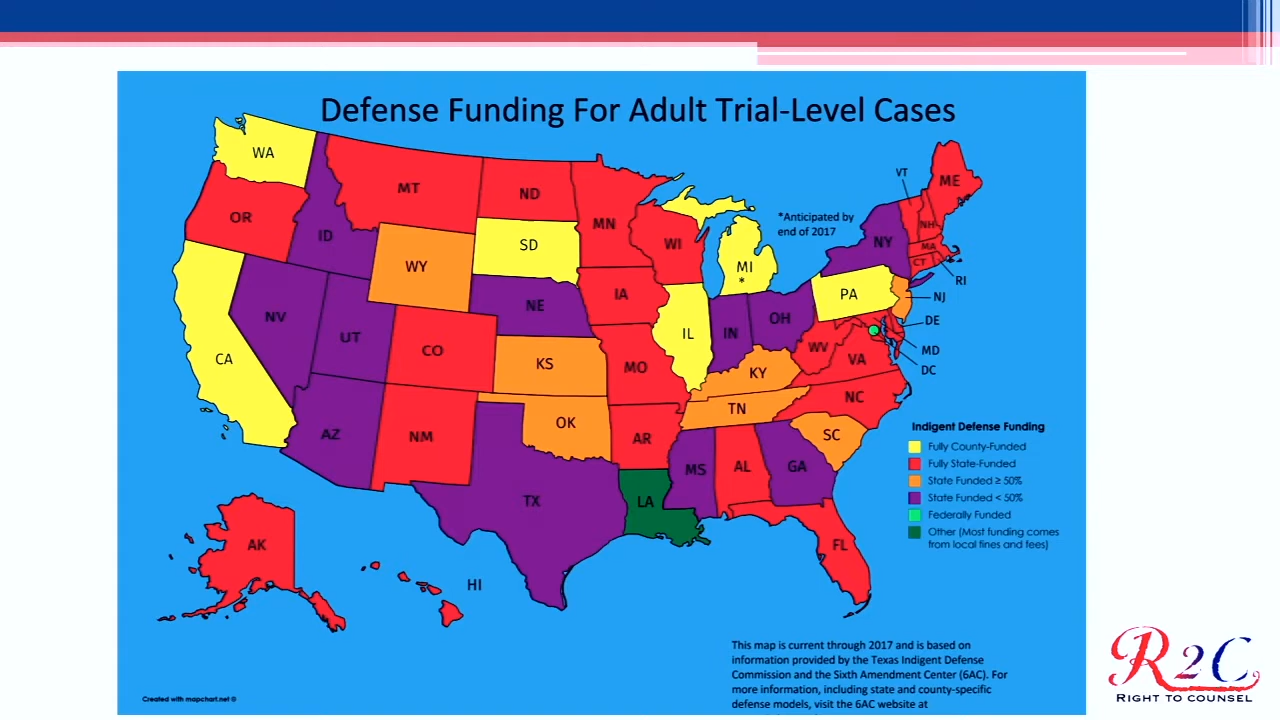 Defense Funding For Adult Trial-Level Cases
WA
MT
ND
MN
VT
ME
OR
ID
WY
SD
WI
*Anticipated by
end of 2017
MI
*
NY
NH
MA
CT
RI
NV
UT
CO
NE
IA
IL
IN
OH
PA
NJ
DE
MD
DC
CA
KS
MO
KY
WV
VA
AZ
NM
OK
AR
TN
NC
SC
TX
LA
MS
AL
GA
FL
AK
HI
Indigent Defense Funding
Fully County-Funded
Fully State-Funded
State Funded ≥ 50%
State Funded < 50%
Federally Funded
Other (Most funding comes
from local fines and fees)
This map is current through 2017 and is based on
information provided by the Texas Indigent Defense
Commission and the Sixth Amendment Center (6AC). For
more information, including state and county-specific
defense models, visit the 6AC website at
Created with mapchart.net ©
R2C
RIGHT TO COUNSEL